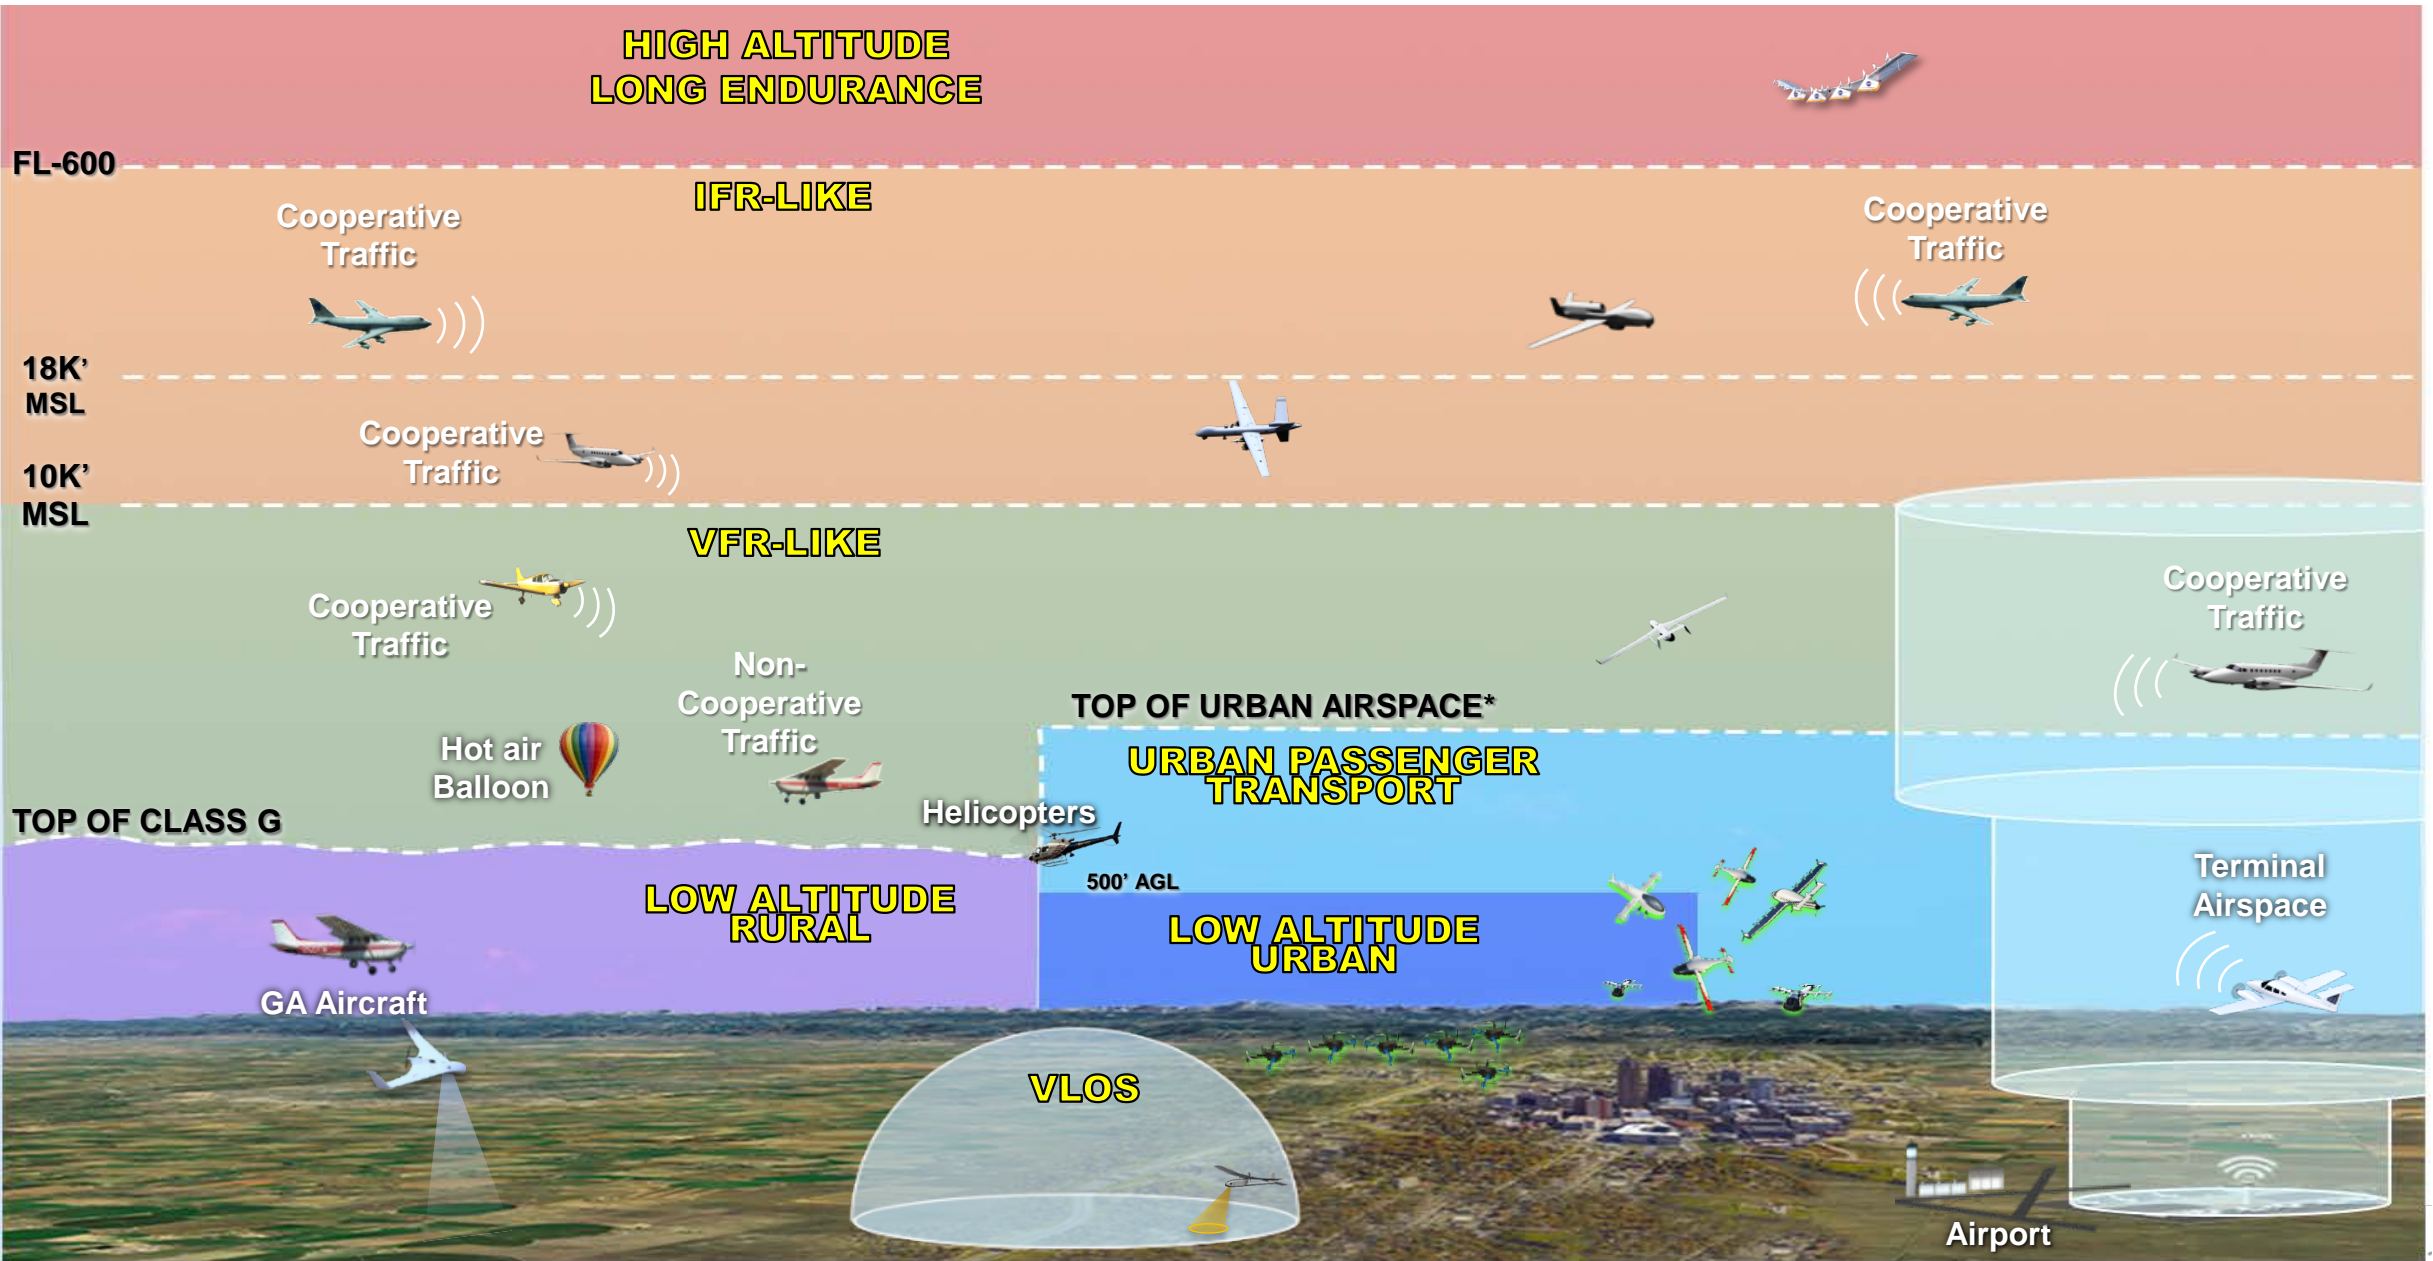 HIGH ALTITUDE
LONG ENDURANCE
FL-600
IFR-LIKE
Cooperative
Traffic
Cooperative
Traffic
18K’
MSL
Cooperative
Traffic
10K’
MSL
VFR-LIKE
Cooperative
Traffic
Cooperative
Traffic
Non-
Cooperative
Traffic
TOP OF URBAN AIRSPACE*
Hot air
Balloon
URBAN PASSENGER
TRANSPORT
TOP OF CLASS G
Helicopters
500’ AGL
LOW ALTITUDE
RURAL
LOW ALTITUDE
URBAN
Terminal
Airspace
GA Aircraft
VLOS
Airport